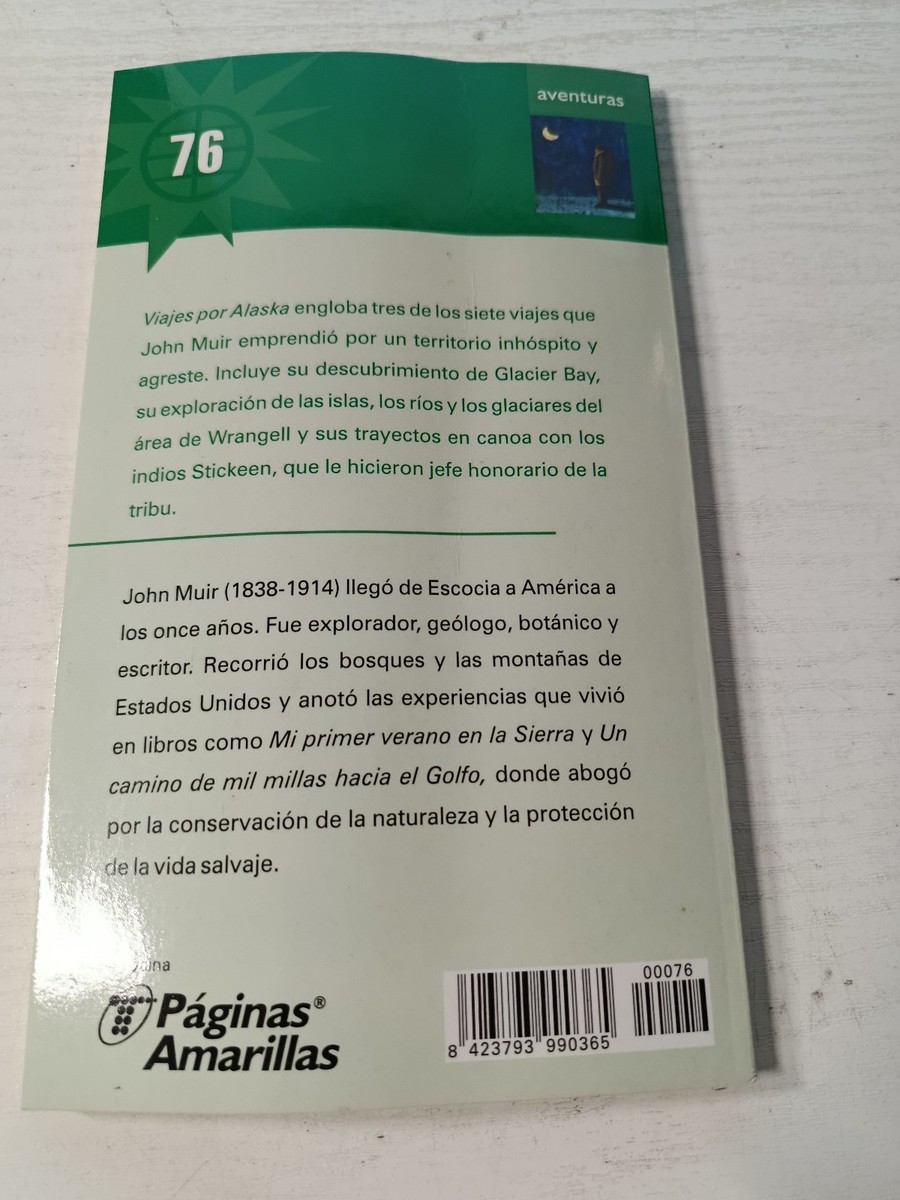 76
aventuras
Viajes por Alaska engloba tres de los siete viajes que
John Muir emprendió por un territorio inhóspito y
agreste. Incluye su descubrimiento de Glacier Bay,
su exploración de las islas, los ríos y los glaciares del
área de Wrangell y sus trayectos en canoa con los
indios Stickeen, que le hicieron jefe honorario de la
tribu.
John Muir (1838-1914) llegó de Escocia a América a
los once años. Fue explorador, geólogo, botánico y
escritor. Recorrió los bosques y las montañas de
Estados Unidos y anotó las experiencias que vivió
en libros como Mi primer verano en la Sierra y Un
camino de mil millas hacia el Golfo, donde abogó
por la conservación de la naturaleza y la protección
de la vida salvaje.
Páginas®
Amarillas
00076
8 423793 990365